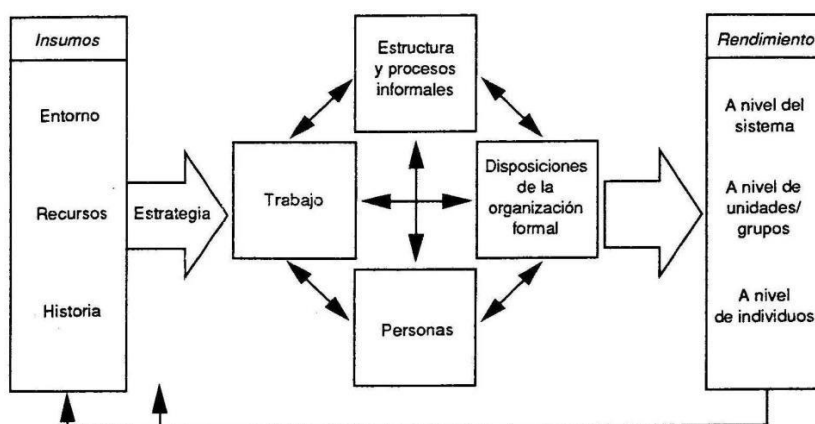 Insumos
Entorno
Recursos
Historia
Estrategia
Estructura
y procesos
informales
Trabajo
Disposiciones
de la
organización
formal
Personas
Rendimiento
A nivel del
sistema
A nivel de
unidades/
grupos
A nivel
de individuos